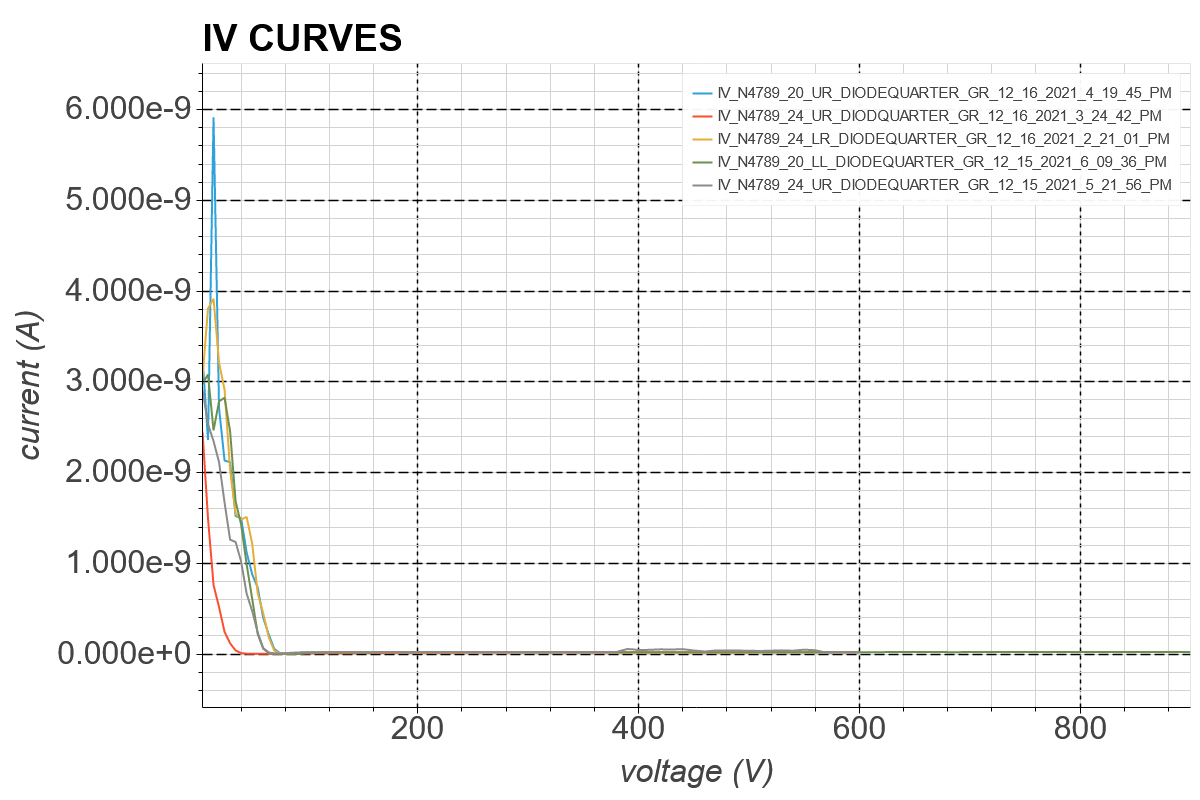 IV CURVES
6.000e-9
5.000e-9
4.000e-9
3.000e-9
2.000e-9
1.000e-9
0.000e+0
current (A)
IV_N4789_20_UR_DIODEQUARTER_GR_12_16_2021_4_19_45_PM
IV_N4789_24_UR_DIODQUARTER_GR_12_16_2021_3_24_42_PM
IV_N4789_24_LR_DIODEQUARTER_GR_12_16_2021_2_21_01_PM
IV_N4789_20_LL_DIODEQUARTER_GR_12_15_2021_6_09_36_PM
IV_N4789_24_UR_DIODEQUARTER_GR_12_15_2021_5_21_56_PM
200 400 600 800
voltage (V)